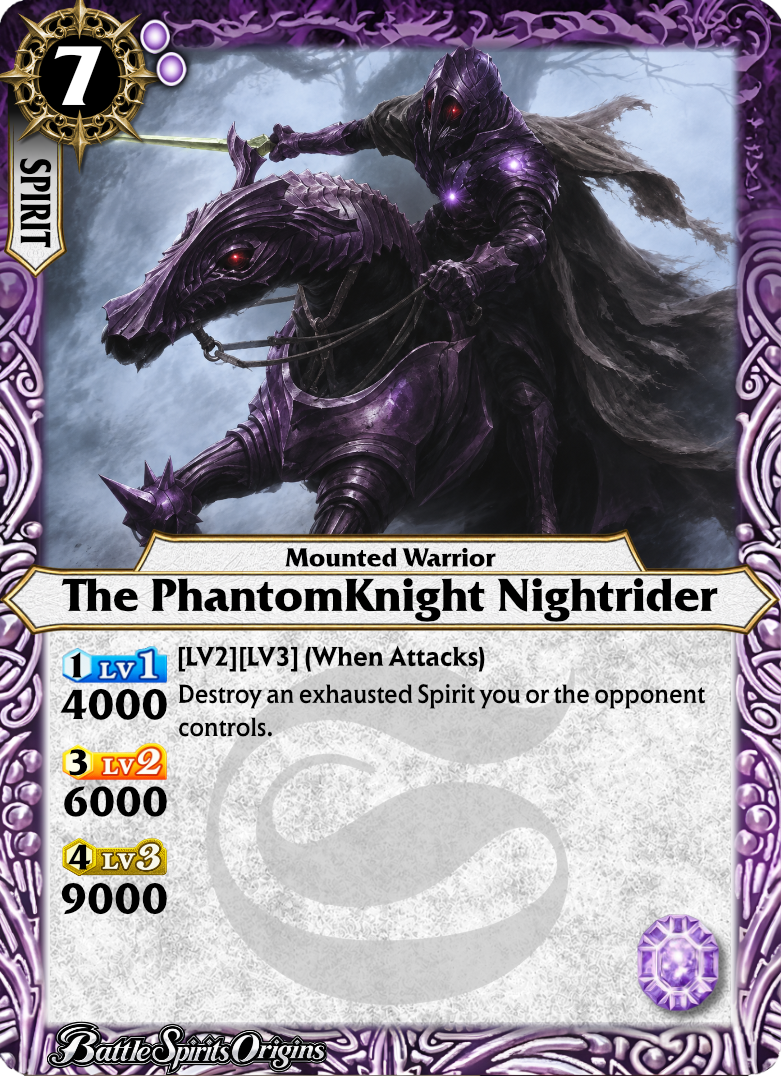 7
SPIRIT
Mounted Warrior
The PhantomKnight Nightrider
1 LV1
4000
[LV2][LV3] (When Attacks)
Destroy an exhausted Spirit you or the opponent
controls.
3 LV2
6000
4 LV3
9000
BattleSpiritsOrigins